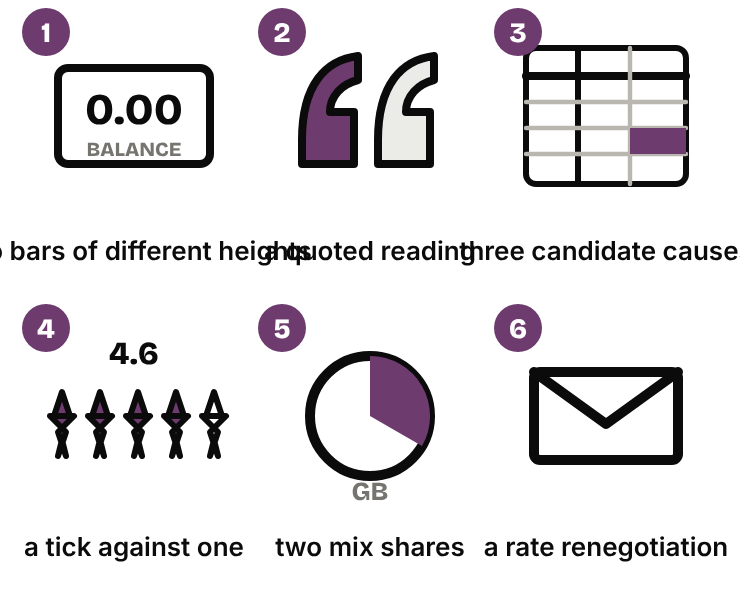 1
0.00
BALANCE
2
3
bars of different heights
a quoted reading
three candidate cause
4
4.6
5
GB
6
a tick against one
two mix shares
a rate renegotiation